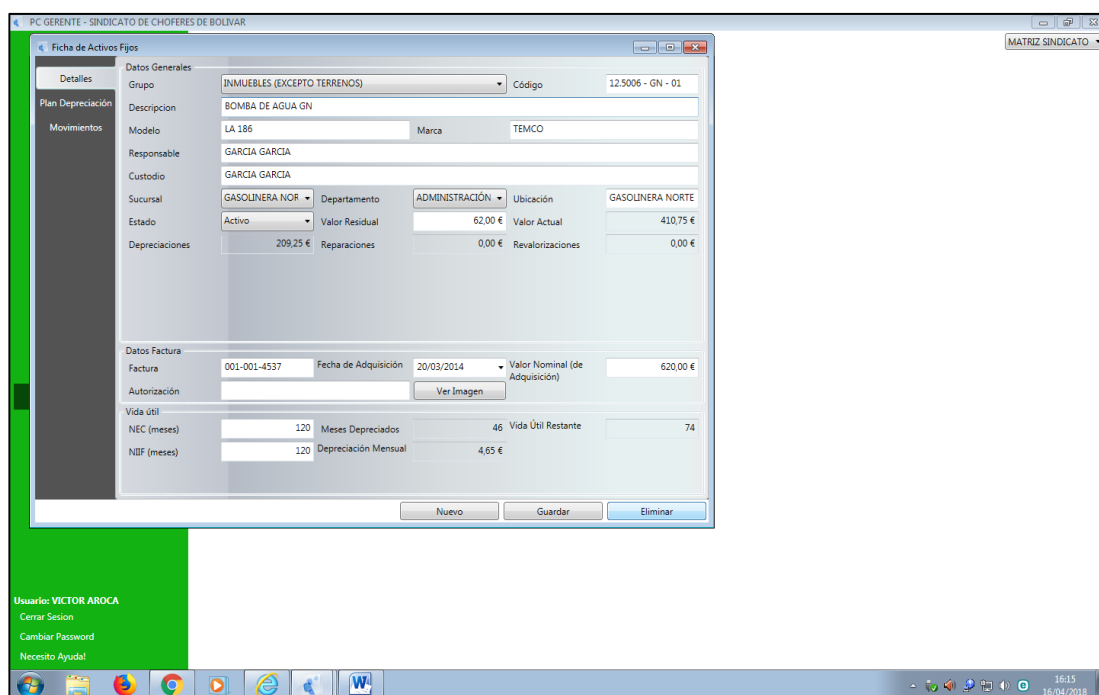 PC GERENTE - SINDICATO DE CHOFERES DE BOLIVAR
MATRIZ SINDICATO
Ficha de Activos Fijos
Detalles
Plan Depreciación
Movimientos
Datos Generales
Grupo INMUEBLES (EXCEPTO TERRENOS) Código 12.5006 - GN - 01
Descripcion BOMBA DE AGUA GN
Modelo LA 186 Marca TEMCO
Responsable GARCIA GARCIA
Custodio GARCIA GARCIA
Sucursal GASOLINERA NOR Departamento ADMINISTRACIÓN Ubicación GASOLINERA NORTE
Estado Activo Valor Residual 62,00 € Valor Actual 410,75 €
Depreciaciones 209,25 € Reparaciones 0,00 € Revalorizaciones 0,00 €
Datos Factura
Factura 001-001-4537 Fecha de Adquisición 20/03/2014 Valor Nominal (de Adquisición) 620,00 €
Autorización Ver Imagen
Vida útil
NEC (meses) 120 Meses Depreciados 46 Vida Útil Restante 74
NIIF (meses) 120 Depreciación Mensual 4,65 €
Nuevo Guardar Eliminar
Usuario: VICTOR AROCA
Cerrar Sesion
Cambiar Password
Necesito Ayuda!
16:15
16/04/2018